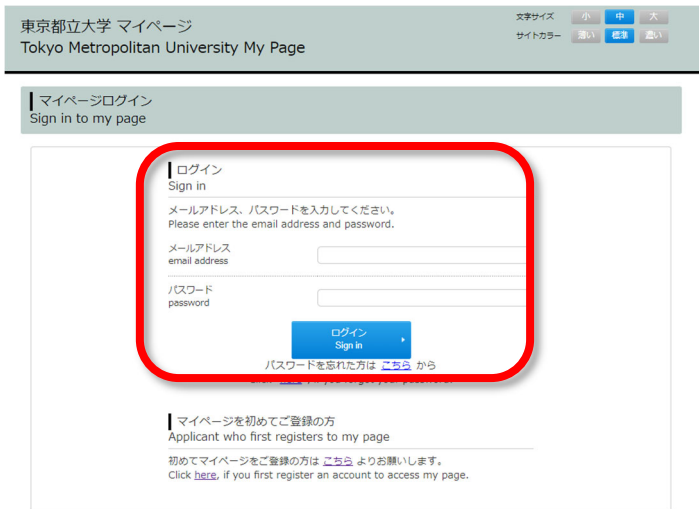 東京都立大学 マイページ
Tokyo Metropolitan University My Page
文字サイズ 小 中 大
サイトカラー 薄い 標準 濃い
マイページログイン
Sign in to my page
ログイン
Sign in
メールアドレス、パスワードを入力してください。
Please enter the email address and password.
メールアドレス
email address
パスワード
password
ログイン
Sign in
パスワードを忘れた方は こちら から
Click here, if you forgot your password.
マイページを初めてご登録の方
Applicant who first registers to my page
初めてマイページをご登録の方は こちら よりお願いします。
Click here, if you first register an account to access my page.